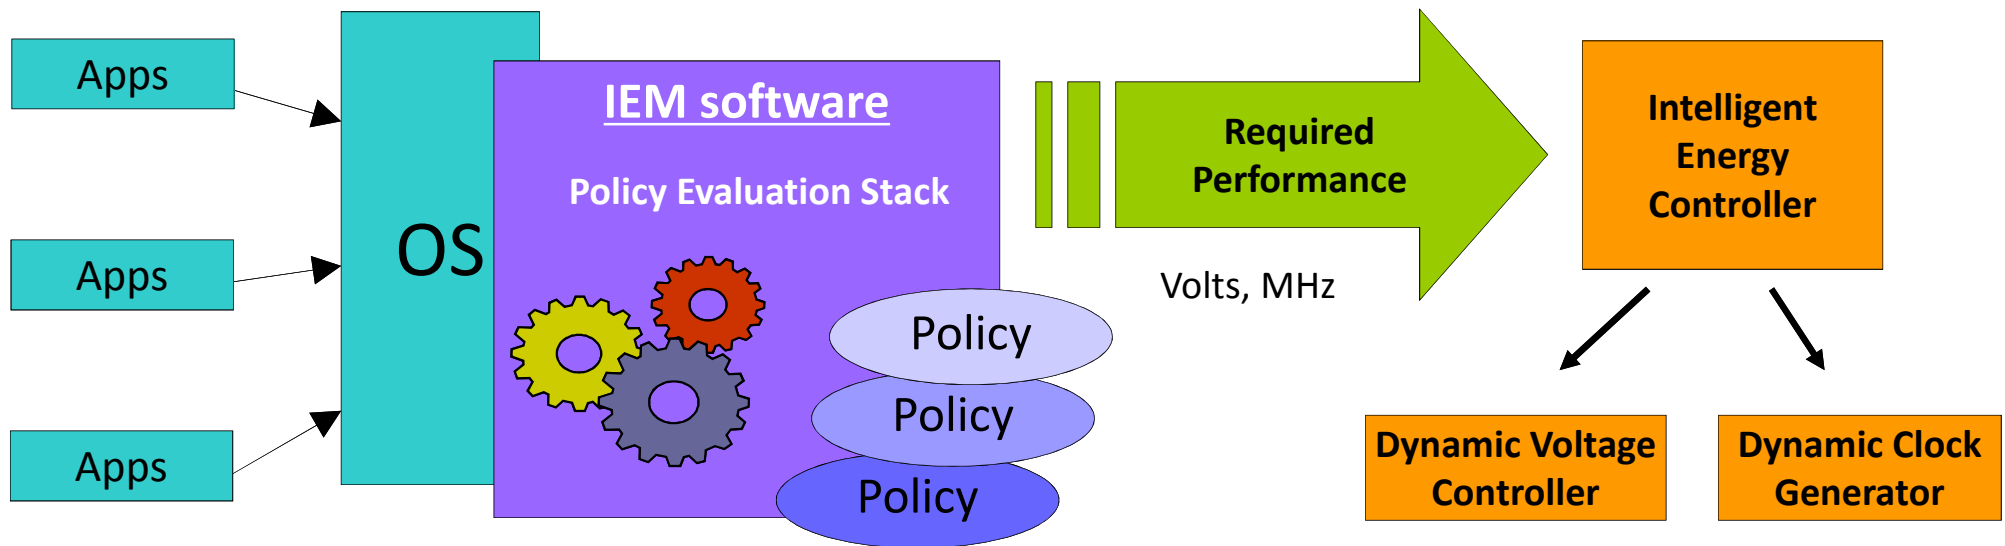 Apps
Apps
Apps
OS
IEM software
Policy Evaluation Stack
Policy
Policy
Policy
Required
Performance
Volts, MHz
Intelligent
Energy
Controller
Dynamic Voltage
Controller
Dynamic Clock
Generator